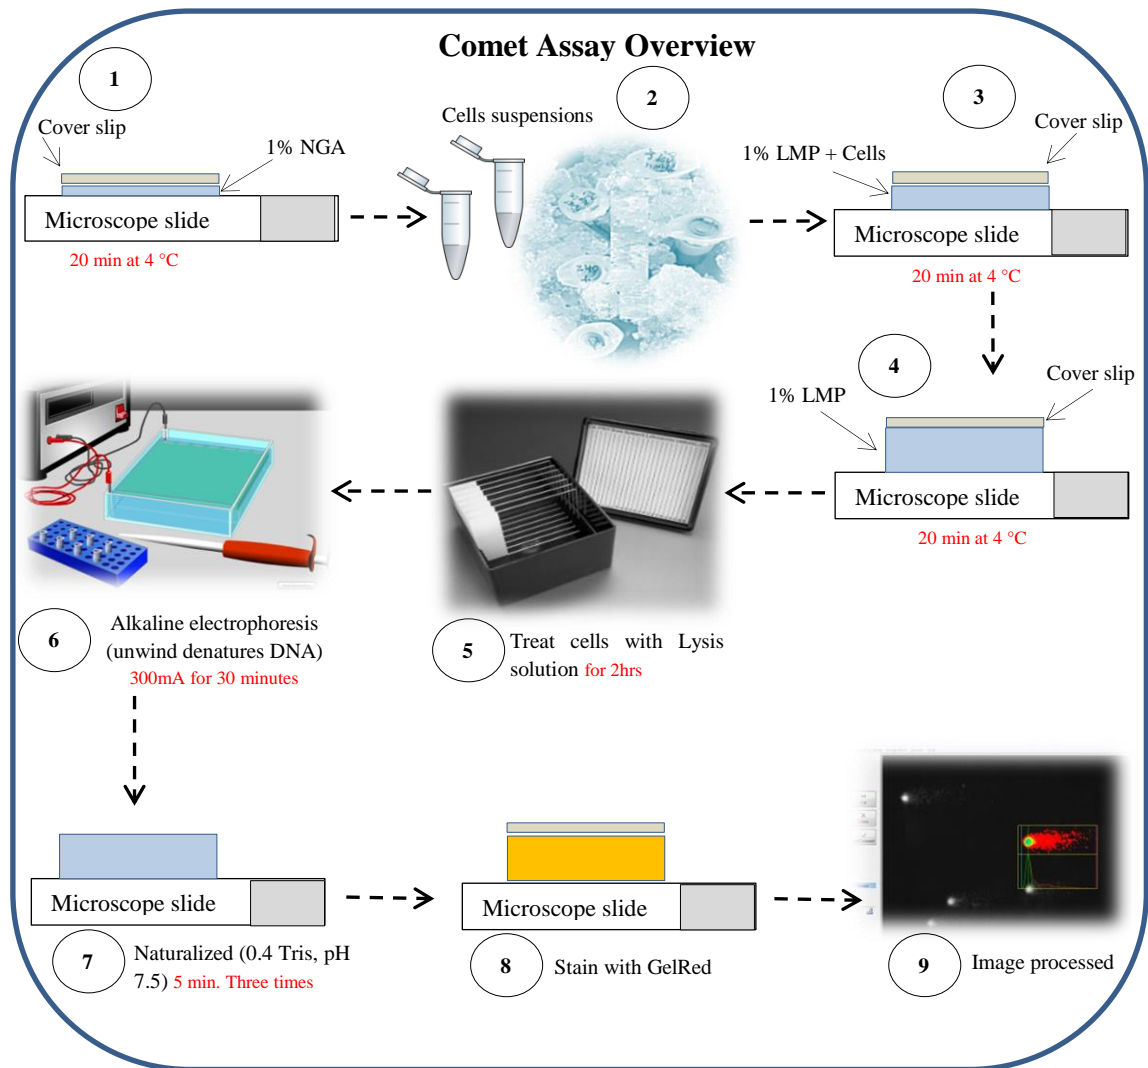 Comet Assay Overview
1
Cover slip
1% NGA
Microscope slide
20 min at 4 °C
2
Cells suspensions
3
Cover slip
1% LMP + Cells
Microscope slide
20 min at 4 °C
4
Cover slip
1% LMP
Microscope slide
20 min at 4 °C
5
Treat cells with Lysis
solution for 2hrs
6
Alkaline electrophoresis
(unwind denatures DNA)
300mA for 30 minutes
Microscope slide
7
Naturalized (0.4 Tris, pH
7.5) 5 min. Three times
Microscope slide
8
Stain with GelRed
9
Image processed